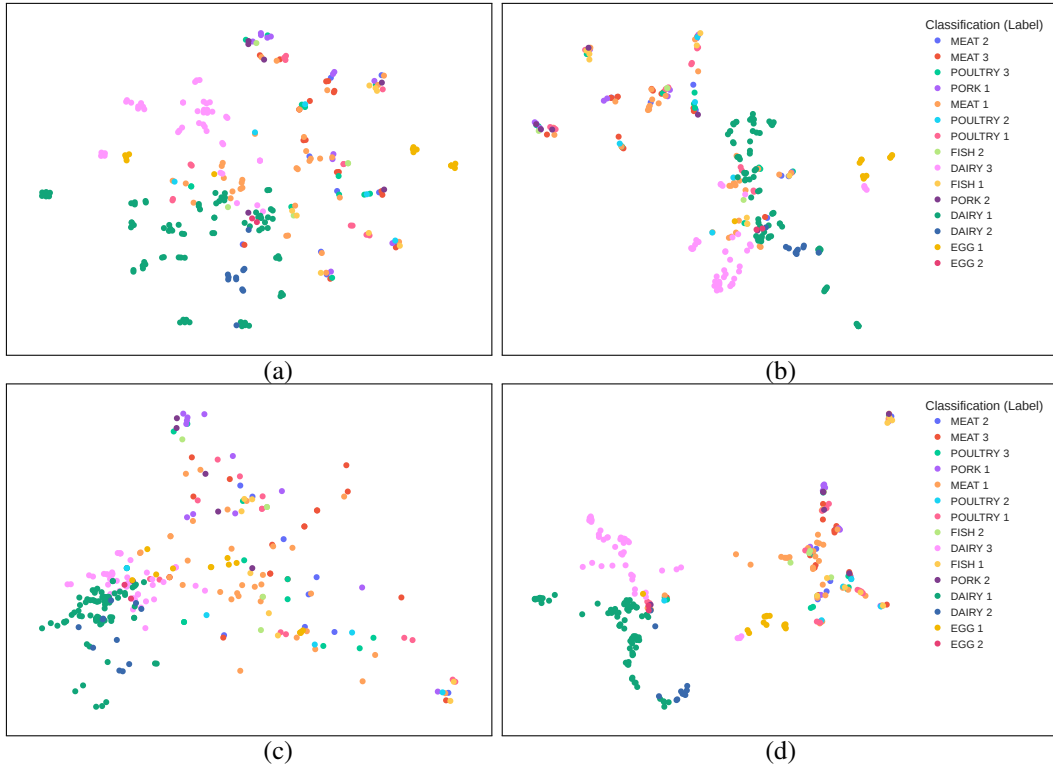 Classification (Label)
MEAT 2
MEAT 3
POULTRY 3
PORK 1
MEAT 1
POULTRY 2
POULTRY 1
FISH 2
DAIRY 3
FISH 1
PORK 2
DAIRY 1
DAIRY 2
EGG 1
EGG 2
(a)
(b)
Classification (Label)
MEAT 2
MEAT 3
POULTRY 3
PORK 1
MEAT 1
POULTRY 2
POULTRY 1
FISH 2
DAIRY 3
FISH 1
PORK 2
DAIRY 1
DAIRY 2
EGG 1
EGG 2
(c)
(d)